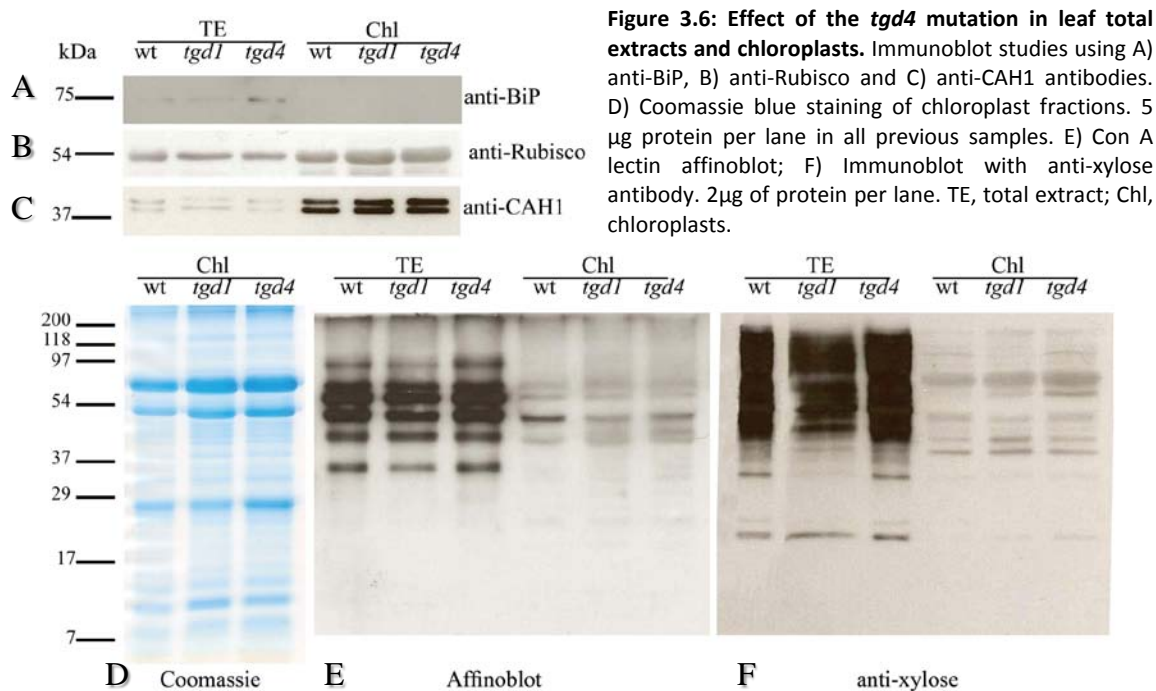 TE Chl
kDa wt tgd1 tgd4 wt tgd1 tgd4
A 75 anti-BiP
B 54 anti-Rubisco
C 37 anti-CAH1
Figure 3.6: Effect of the tgd4 mutation in leaf total
extracts and chloroplasts. Immunoblot studies using A)
anti-BiP, B) anti-Rubisco and C) anti-CAH1 antibodies.
D) Coomassie blue staining of chloroplast fractions. 5
µg protein per lane in all previous samples. E) Con A
lectin affinoblot; F) Immunoblot with anti-xylose
antibody. 2µg of protein per lane. TE, total extract; Chl,
chloroplasts.
Chl TE Chl TE Chl
wt tgd1 tgd4 wt tgd1 tgd4 wt tgd1 tgd4 wt tgd1 tgd4 wt tgd1 tgd4
200
118
97
54
37
29
17
7
D Coomassie E Affinoblot F anti-xylose